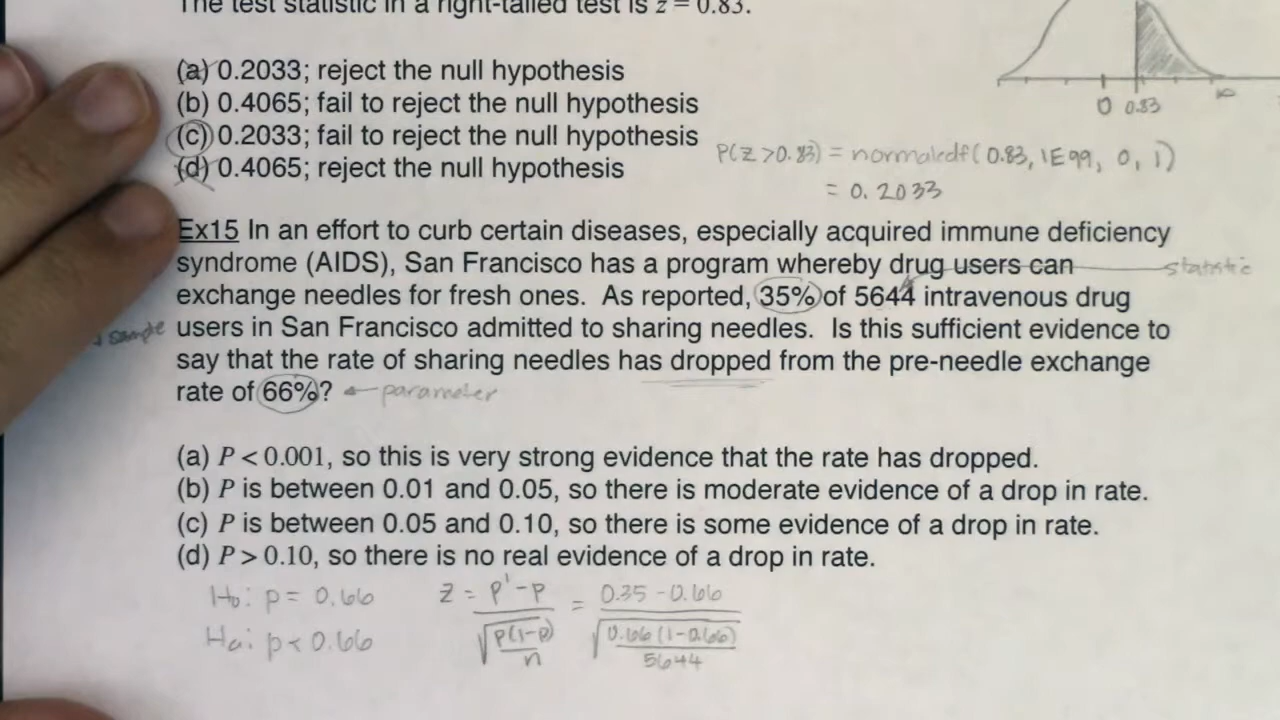 The test statistic in a right-tailed test is z = 0.83.
(a) 0.2033; reject the null hypothesis
(b) 0.4065; fail to reject the null hypothesis
(c) 0.2033; fail to reject the null hypothesis
(d) 0.4065; reject the null hypothesis
0 0.83 ∞
P(Z > 0.83) = normalcdf(0.83, 1E99, 0, 1)
= 0.2033
Ex15 In an effort to curb certain diseases, especially acquired immune deficiency
syndrome (AIDS), San Francisco has a program whereby drug users can
statistic
exchange needles for fresh ones. As reported, 35% of 5644 intravenous drug
sample
users in San Francisco admitted to sharing needles. Is this sufficient evidence to
say that the rate of sharing needles has dropped from the pre-needle exchange
rate of 66%? ← parameter
(a) P < 0.001, so this is very strong evidence that the rate has dropped.
(b) P is between 0.01 and 0.05, so there is moderate evidence of a drop in rate.
(c) P is between 0.05 and 0.10, so there is some evidence of a drop in rate.
(d) P > 0.10, so there is no real evidence of a drop in rate.
H₀: p = 0.66
Ha: p < 0.66
z = p' - p = 0.35 - 0.66
√ p(1-p) √ 0.66 (1-0.66)
n 5644